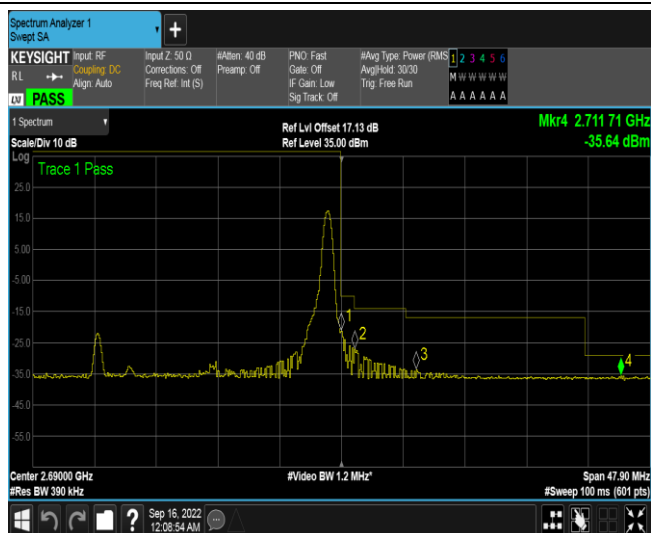 Spectrum Analyzer 1
Swept SA
KEYSIGHT
RL
LXI PASS
Input: RF
Coupling: DC
Align: Auto
Input Z: 50 Ω
Corrections: Off
Freq Ref: Int (S)
#Atten: 40 dB
Preamp: Off
PNO: Fast
Gate: Off
IF Gain: Low
Sig Track: Off
#Avg Type: Power (RMS
Avg|Hold: 30/30
Trig: Free Run
1 2 3 4 5 6
M W W W W W
A A A A A A
1 Spectrum
Scale/Div 10 dB
Ref Lvl Offset 17.13 dB
Ref Level 35.00 dBm
Mkr4 2.711 71 GHz
-35.64 dBm
Log
Trace 1 Pass
25.0
15.0
5.00
-5.00
-15.0
-25.0
-35.0
-45.0
-55.0
1
2
3
4
Center 2.69000 GHz
#Res BW 390 kHz
#Video BW 1.2 MHz*
Span 47.90 MHz
#Sweep 100 ms (601 pts)
?
Sep 16, 2022
12:08:54 AM